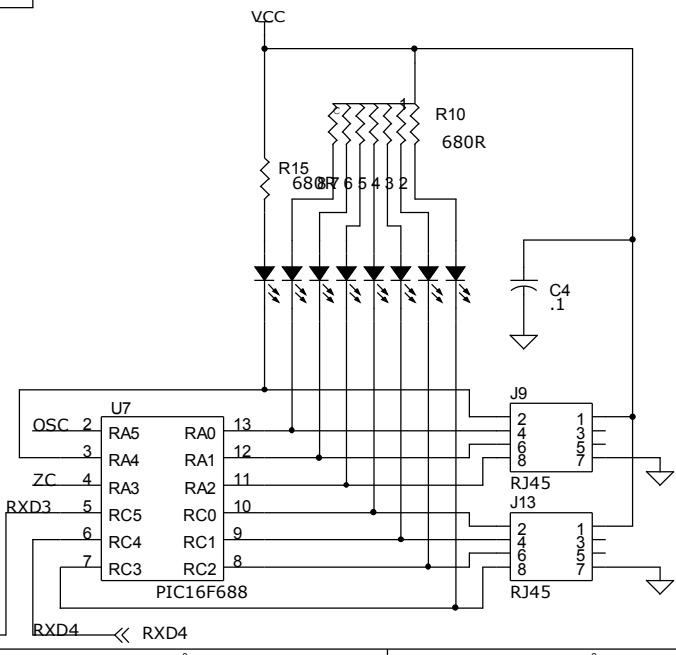 VCC
1
R10
680R
R15
680R
8 7 6 5 4 3 2
C4
.1
J9
U7
OSC 2 RA5 RA0 13
3 RA4 RA1 12
ZC 4 RA3 RA2 11
RXD3 5 RC5 RC0 10
6 RC4 RC1 9
7 RC3 RC2 8
PIC16F688
2 1
4 3
6 5
8 7
RJ45
J13
2 1
4 3
6 5
8 7
RJ45
RXD4
RXD4